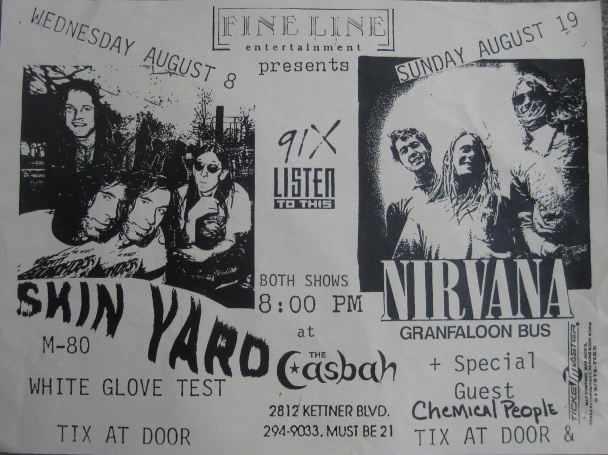 WEDNESDAY AUGUST 8
FINE LINE
entertainment
presents
SUNDAY AUGUST 19
91X
LISTEN
TO THIS
BOTH SHOWS
8:00 PM
at
THE
Casbah
2812 KETTNER BLVD.
294-9033, MUST BE 21
SKIN YARD
M-80
WHITE GLOVE TEST
TIX AT DOOR
NIRVANA
GRANFALOON BUS
+ Special
Guest
Chemical People
TIX AT DOOR &
TICKETMASTER